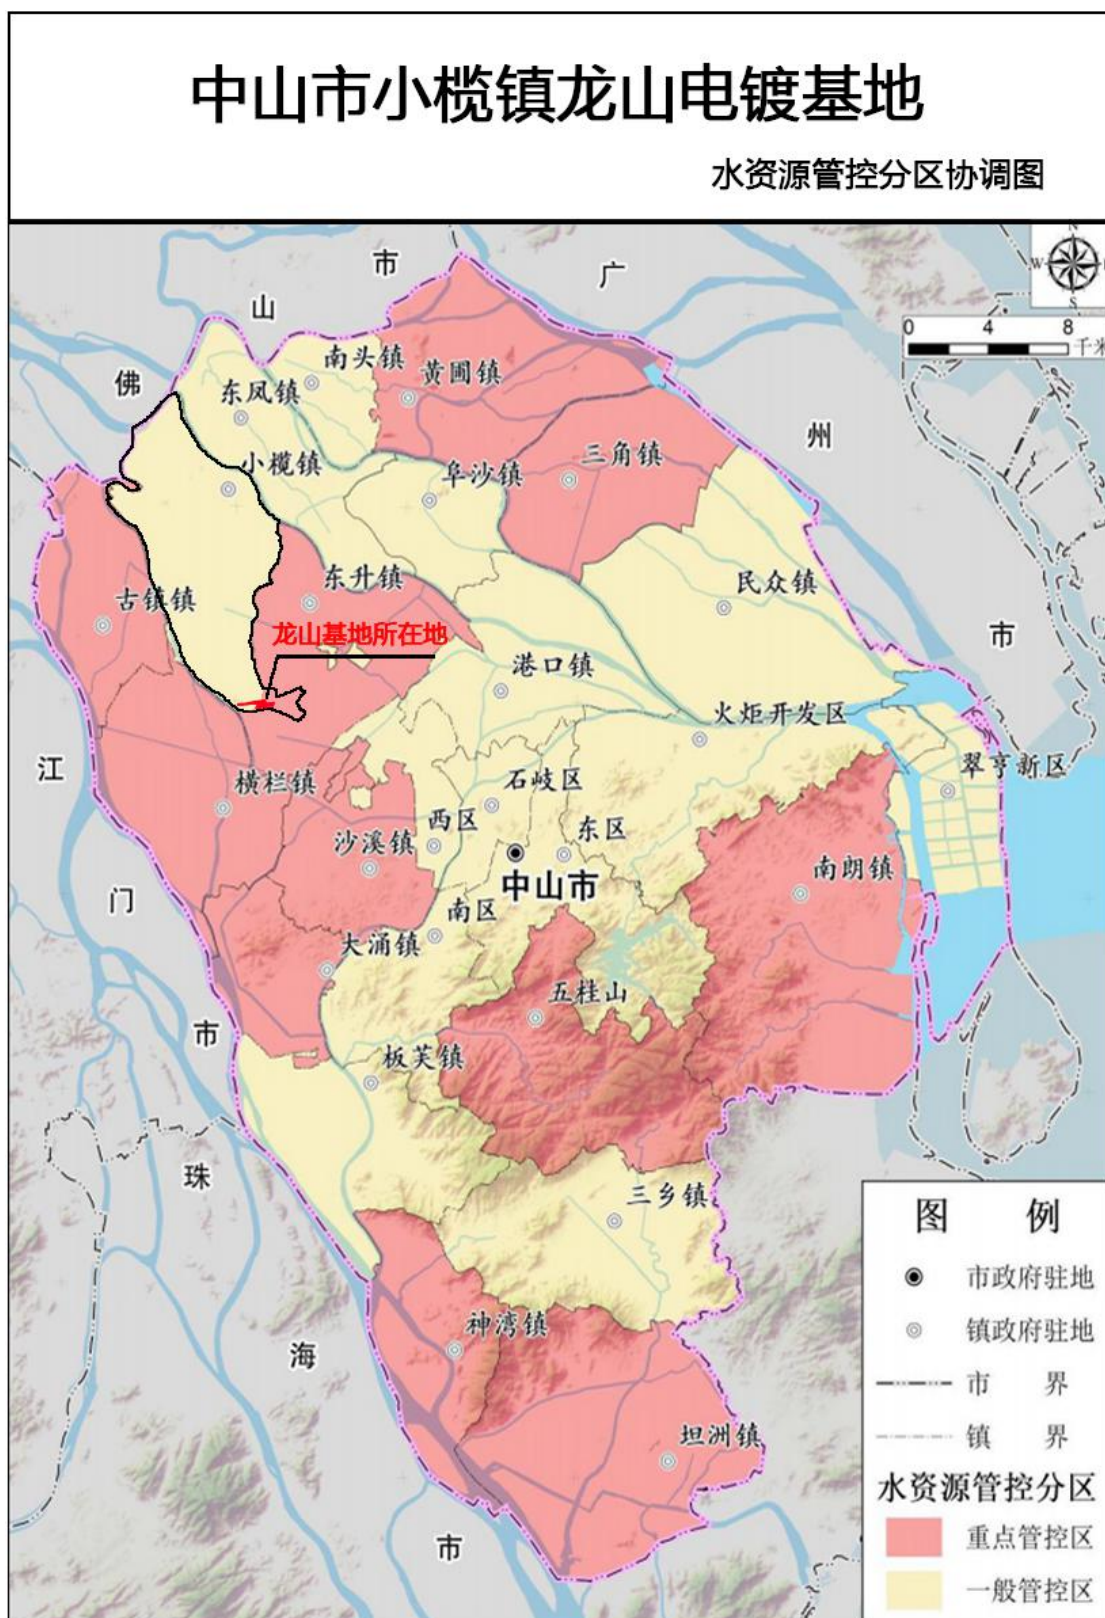 中山市小榄镇龙山电镀基地
水资源管控分区协调图
N
W
S
0 4 8
千米
市
广
山
佛
州
市
南头镇
黄圃镇
东凤镇
小榄镇
阜沙镇
三角镇
古镇镇
东升镇
民众镇
龙山基地所在地
港口镇
火炬开发区
翠亨新区
江
横栏镇
石岐区
西区
东区
沙溪镇
中山市
南朗镇
门
南区
大涌镇
五桂山
市
板芙镇
珠
三乡镇
神湾镇
海
坦洲镇
市
图 例
市政府驻地
镇政府驻地
市 界
镇 界
水资源管控分区
重点管控区
一般管控区